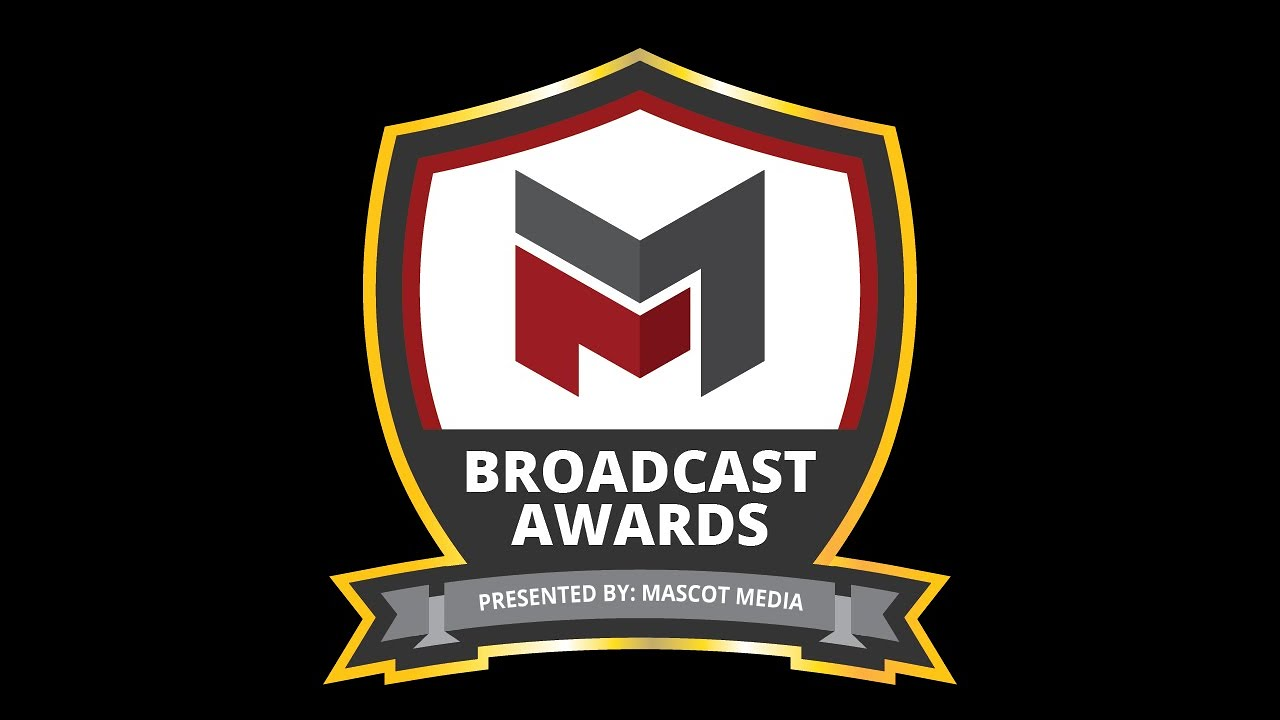 BROADCAST
AWARDS
PRESENTED BY: MASCOT MEDIA